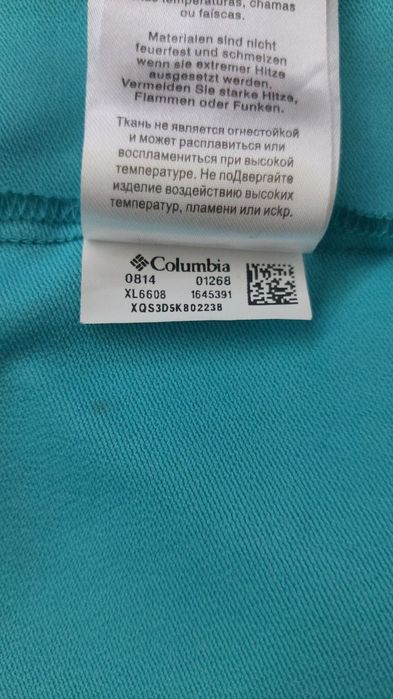 temperaturas, chamas
ou faíscas.
Materialen sind nicht
feuerfest und schmelzen
wenn sie extremer Hitze
ausgesetzt werden.
Vermeiden Sie starke Hitze,
Flammen oder Funken.
Ткань не является огнестойкой
и может расплавиться или
воспламениться при высокой
температуре. Не поДвергайте
изделие воздействию высоких
температур, пламени или искр.
Columbia
0814 01268
XL6608 1645391
XQS3D5K80223B